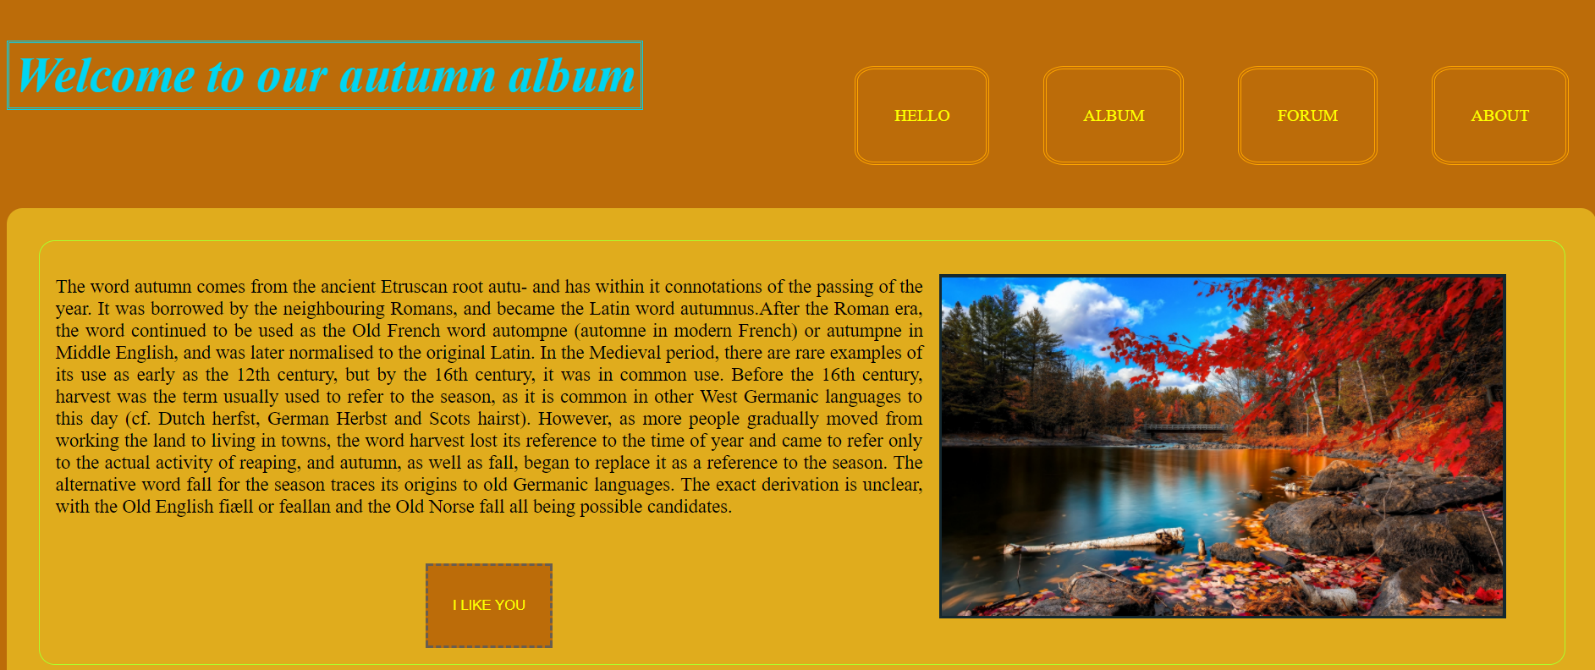 Welcome to our autumn album
HELLO
ALBUM
FORUM
ABOUT
The word autumn comes from the ancient Etruscan root autu- and has within it connotations of the passing of the
year. It was borrowed by the neighbouring Romans, and became the Latin word autumnus.After the Roman era,
the word continued to be used as the Old French word autompne (automne in modern French) or autumpne in
Middle English, and was later normalised to the original Latin. In the Medieval period, there are rare examples of
its use as early as the 12th century, but by the 16th century, it was in common use. Before the 16th century,
harvest was the term usually used to refer to the season, as it is common in other West Germanic languages to
this day (cf. Dutch herfst, German Herbst and Scots hairst). However, as more people gradually moved from
working the land to living in towns, the word harvest lost its reference to the time of year and came to refer only
to the actual activity of reaping, and autumn, as well as fall, began to replace it as a reference to the season. The
alternative word fall for the season traces its origins to old Germanic languages. The exact derivation is unclear,
with the Old English fiæll or feallan and the Old Norse fall all being possible candidates.
I LIKE YOU